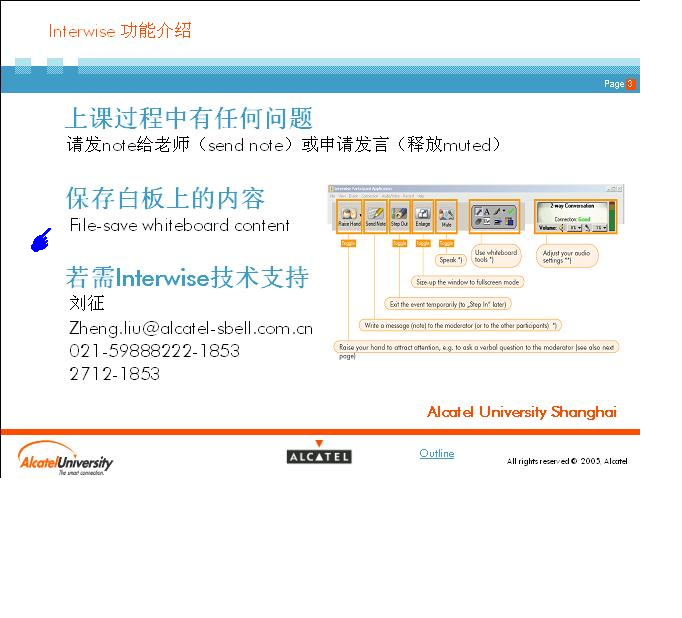 Interwise 功能介绍
Page 3
上课过程中有任何问题
请发note给老师（send note）或申请发言（释放muted）
保存白板上的内容
File-save whiteboard content
若需Interwise技术支持
刘征
Zheng.liu@alcatel-sbell.com.cn
021-59888222-1853
2712-1853
Interwise Participant Application
Raise Hand Send Note Step Out Enlarge Mute
2-way Conversation
Connection: Good
Volume: 75 75
Toggle Toggle Toggle Toggle
Speak *)
Use whiteboard tools *)
Adjust your audio settings **)
Size-up the window to fullscreen mode
Exit the event temporarily (to „Step In“ later)
Write a message (note) to the moderator (or to the other participants) *)
Raise your hand to attract attention, e.g. to ask a verbal question to the moderator (see also next
page)
Alcatel University Shanghai
AlcatelUniversity
The smart connection.
ALCATEL
Outline
All rights reserved © 2005, Alcatel